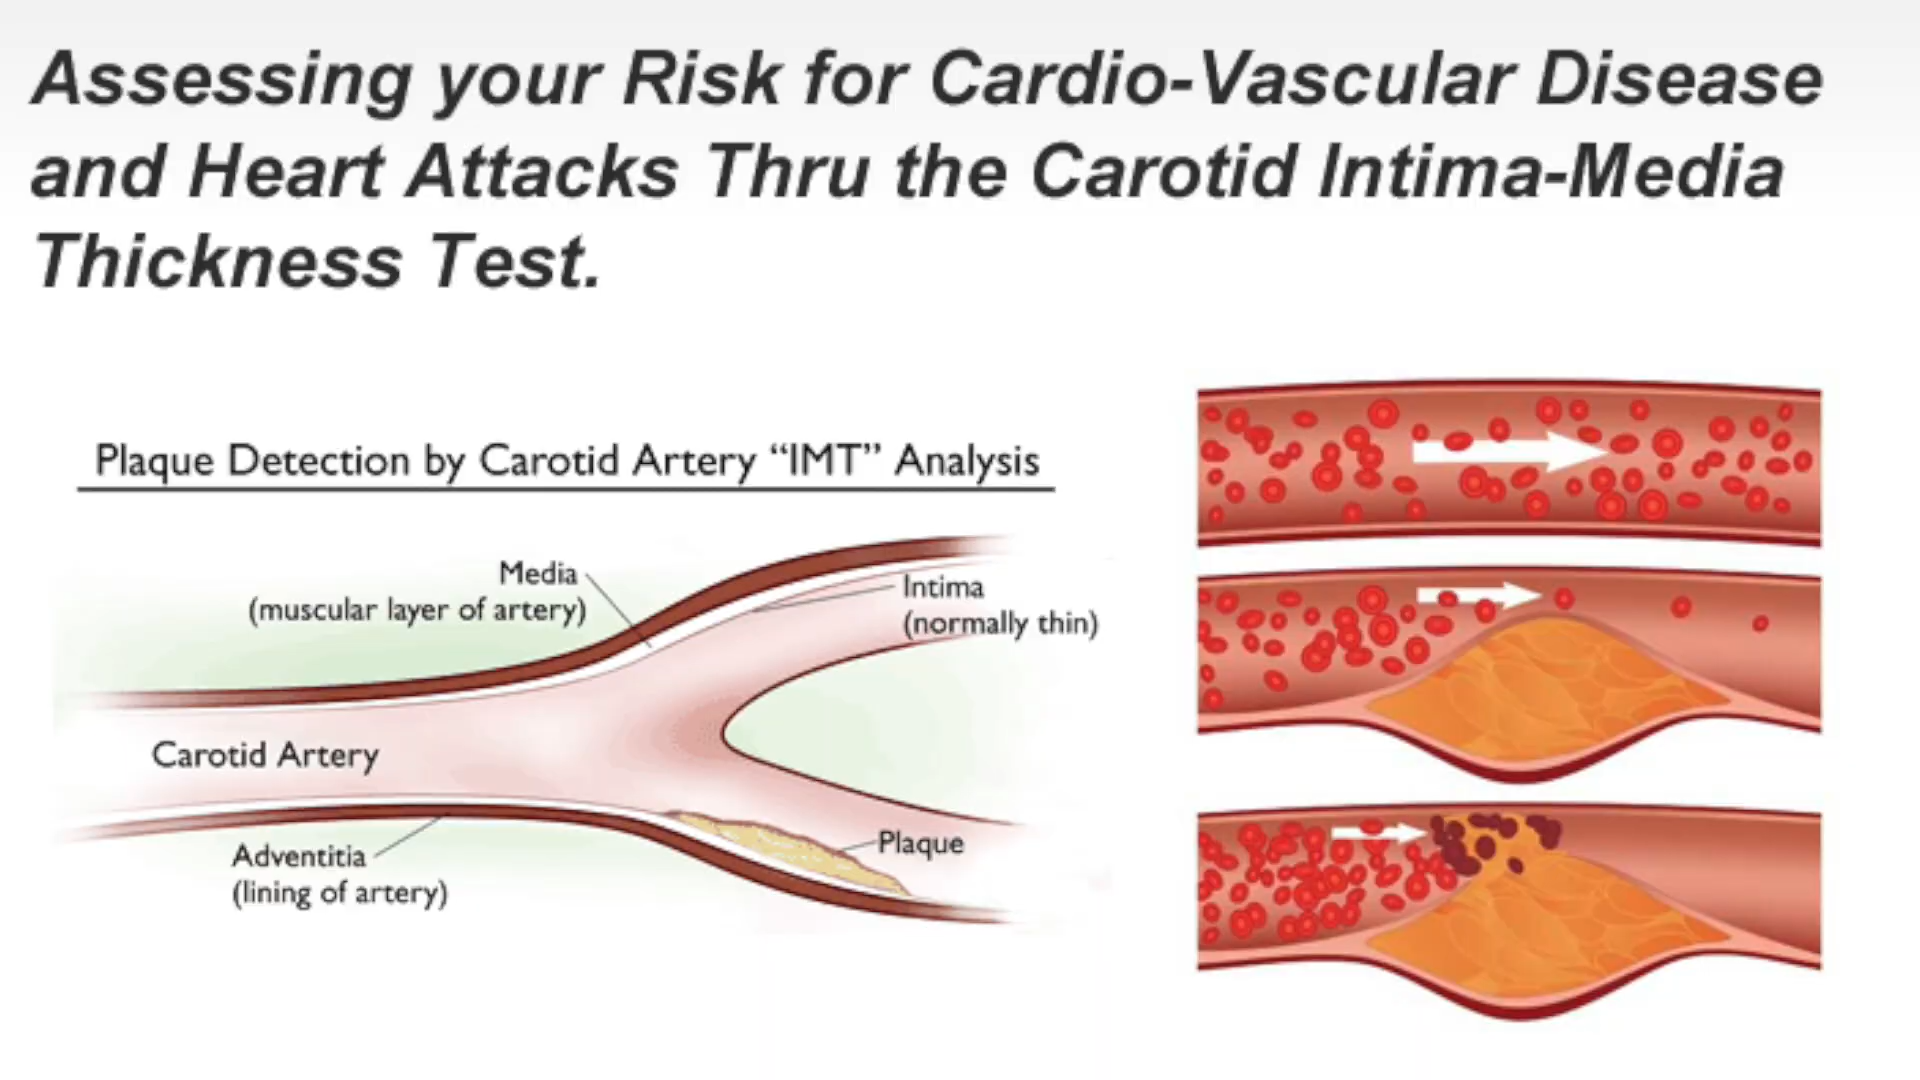 Assessing your Risk for Cardio-Vascular Disease
and Heart Attacks Thru the Carotid Intima-Media
Thickness Test.
Plaque Detection by Carotid Artery “IMT” Analysis
Media
(muscular layer of artery)
Intima
(normally thin)
Carotid Artery
Adventitia
(lining of artery)
Plaque